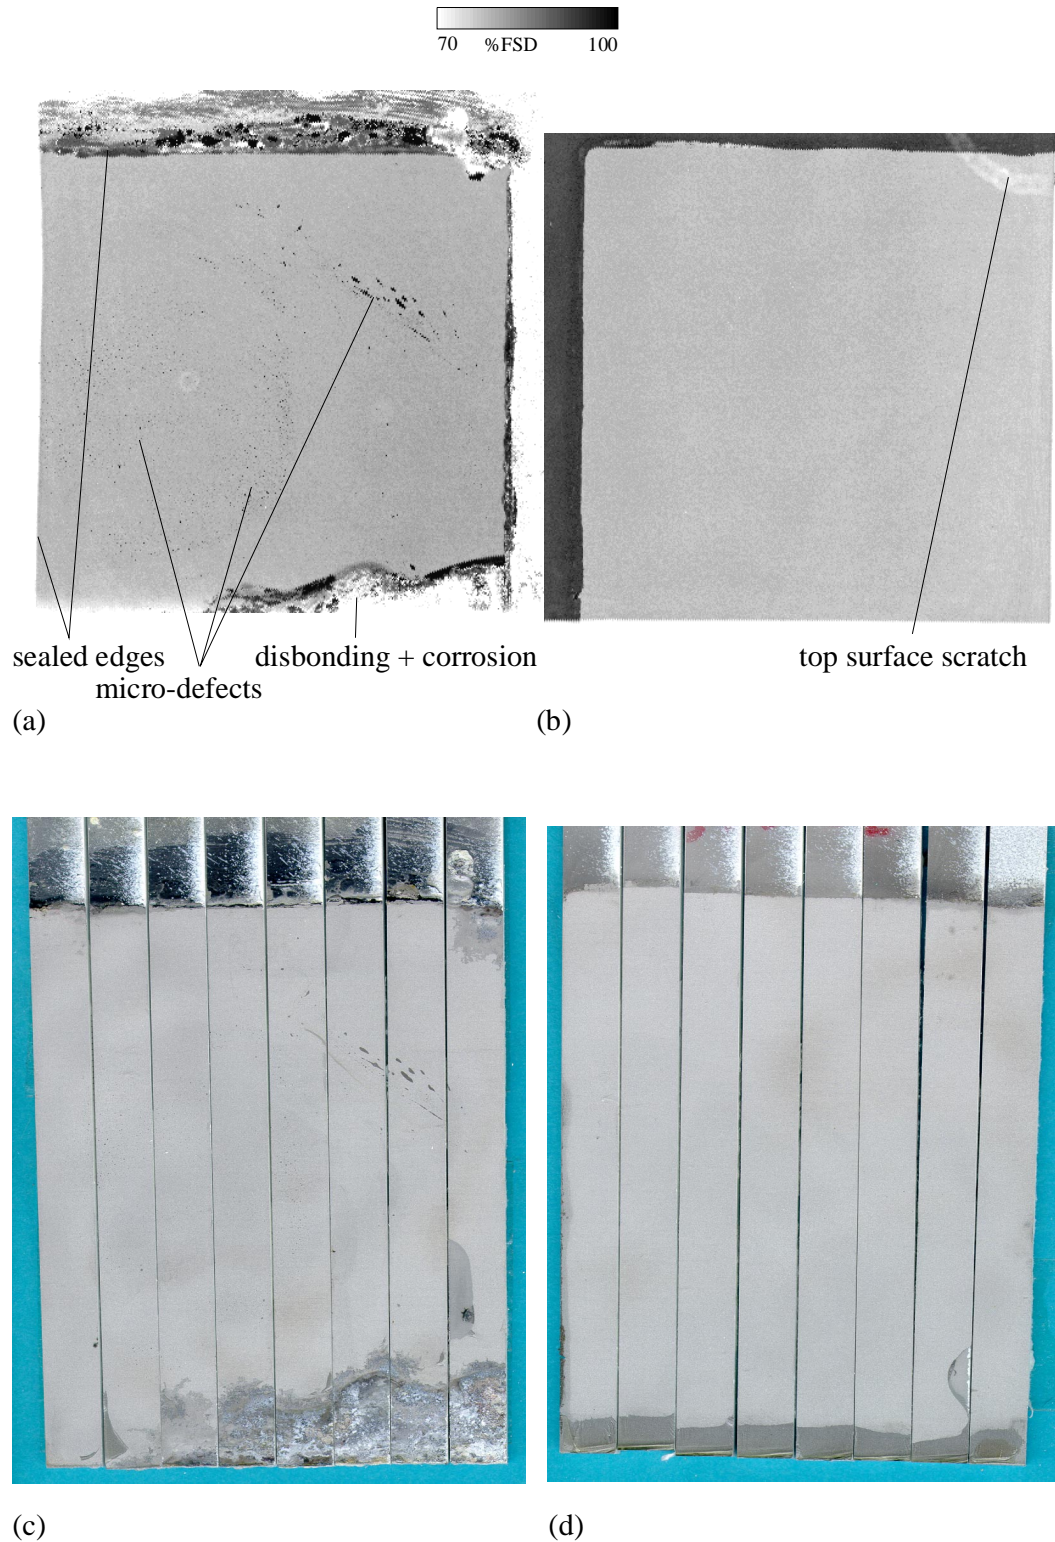 70 %FSD 100
sealed edges
micro-defects
disbonding + corrosion
top surface scratch
(a)
(b)
(c)
(d)